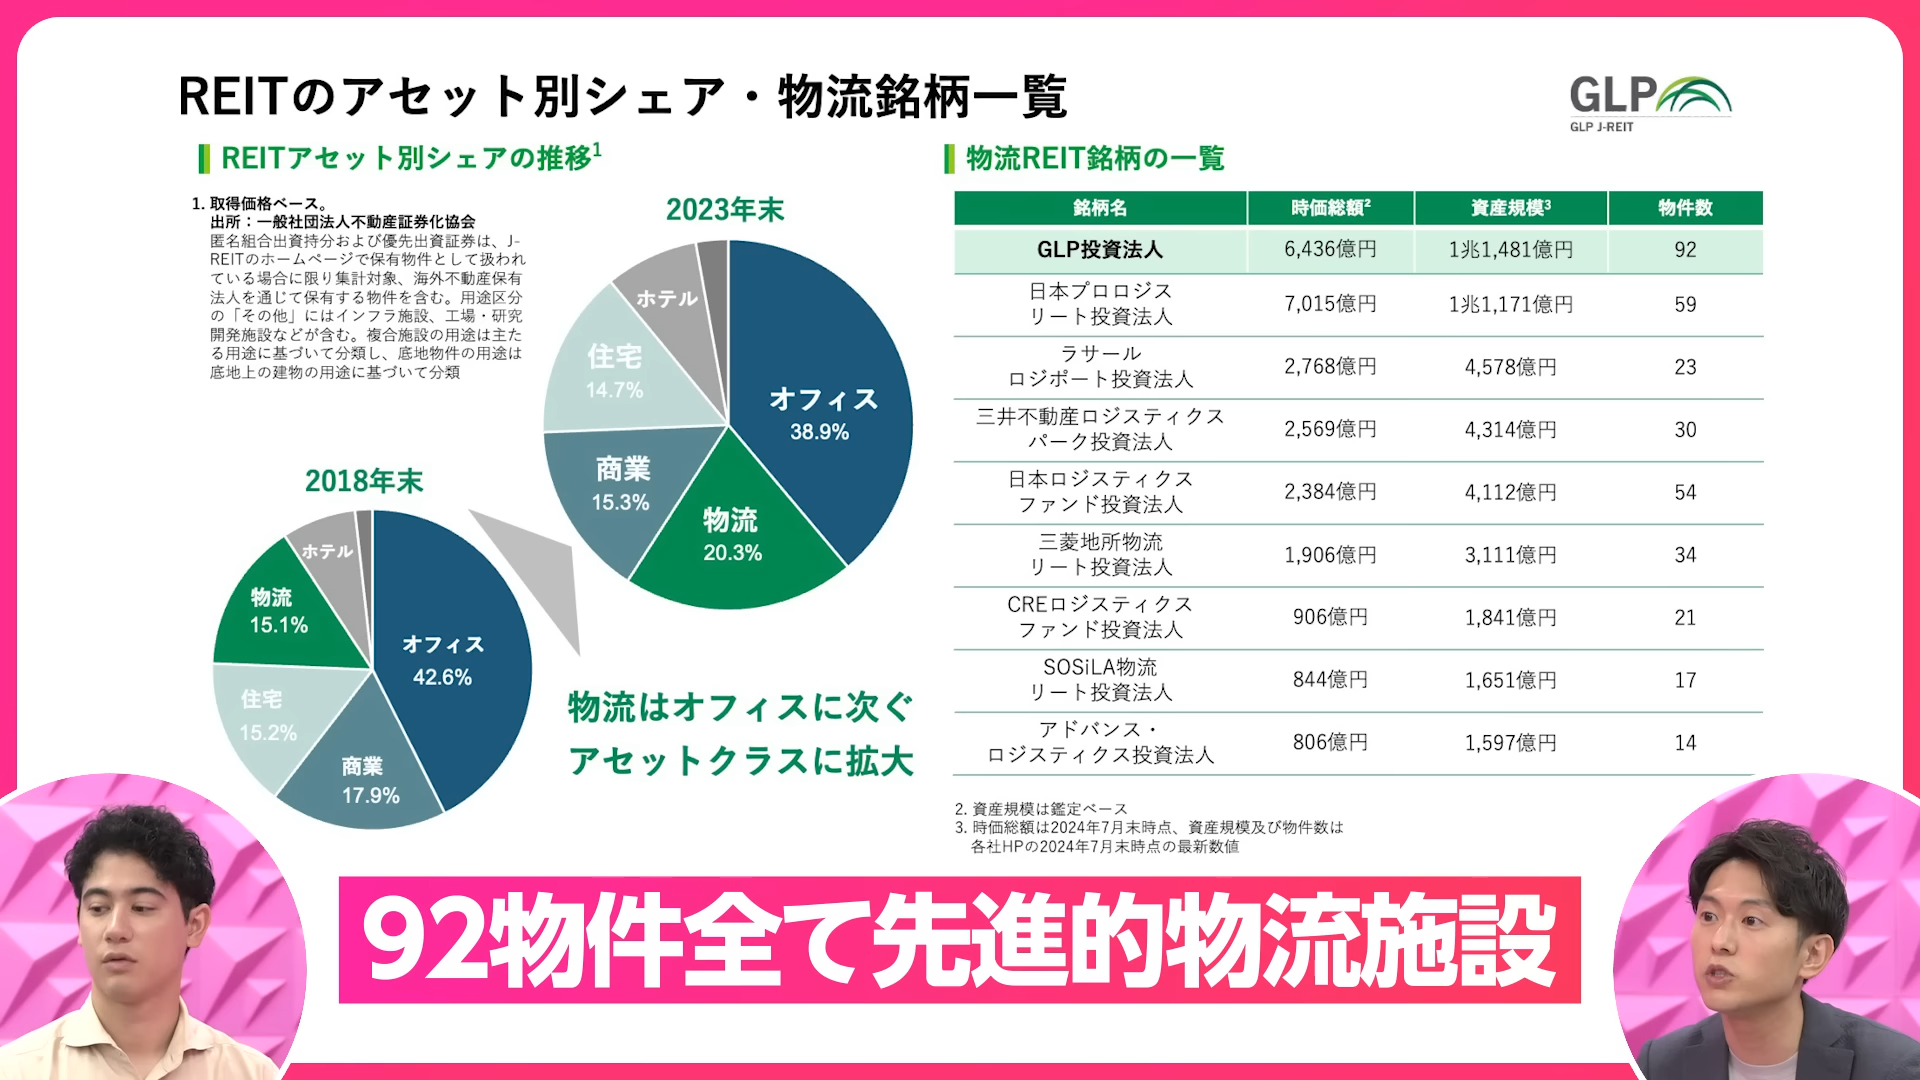 REITのアセット別シェア・物流銘柄一覧
GLP
GLP J-REIT
REITアセット別シェアの推移1
1. 取得価格ベース。
出所：一般社団法人不動産証券化協会
匿名組合出資持分および優先出資証券は、J-
REITのホームページで保有物件として扱われ
ている場合に限り集計対象、海外不動産保有
法人を通じて保有する物件を含む。用途区分
の「その他」にはインフラ施設、工場・研究
開発施設などが含む。複合施設の用途は主た
る用途に基づいて分類し、底地物件の用途は
底地上の建物の用途に基づいて分類
2023年末
オフィス
38.9%
物流
20.3%
商業
15.3%
住宅
14.7%
ホテル
2018年末
オフィス
42.6%
商業
17.9%
住宅
15.2%
物流
15.1%
ホテル
物流はオフィスに次ぐ
アセットクラスに拡大
物流REIT銘柄の一覧
銘柄名 時価総額2 資産規模3 物件数
GLP投資法人 6,436億円 1兆1,481億円 92
日本プロロジス
リート投資法人 7,015億円 1兆1,171億円 59
ラサール
ロジポート投資法人 2,768億円 4,578億円 23
三井不動産ロジスティクス
パーク投資法人 2,569億円 4,314億円 30
日本ロジスティクス
ファンド投資法人 2,384億円 4,112億円 54
三菱地所物流
リート投資法人 1,906億円 3,111億円 34
CREロジスティクス
ファンド投資法人 906億円 1,841億円 21
SOSiLA物流
リート投資法人 844億円 1,651億円 17
アドバンス・
ロジスティクス投資法人 806億円 1,597億円 14
2. 資産規模は鑑定ベース
3. 時価総額は2024年7月末時点、資産規模及び物件数は
各社HPの2024年7月末時点の最新数値
92物件全て先進的物流施設